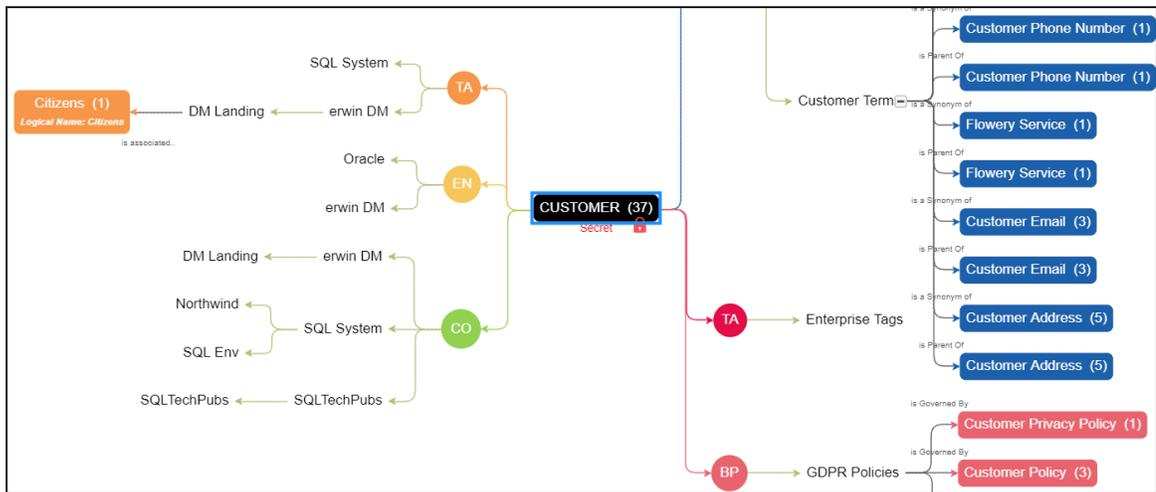 is a Synonym of
Customer Phone Number (1)
is Parent Of
Customer Phone Number (1)
Customer Term
is a Synonym of
Flowery Service (1)
is Parent Of
Flowery Service (1)
is a Synonym of
Customer Email (3)
is Parent Of
Customer Email (3)
is a Synonym of
Customer Address (5)
is Parent Of
Customer Address (5)
SQL System
TA
Citizens (1)
Logical Name: Citizens
DM Landing
erwin DM
is associated..
Oracle
EN
erwin DM
CUSTOMER (37)
Secret
DM Landing
erwin DM
Northwind
SQL System
CO
SQL Env
SQLTechPubs
SQLTechPubs
TA
Enterprise Tags
is Governed By
Customer Privacy Policy (1)
is Governed By
BP
GDPR Policies
Customer Policy (3)